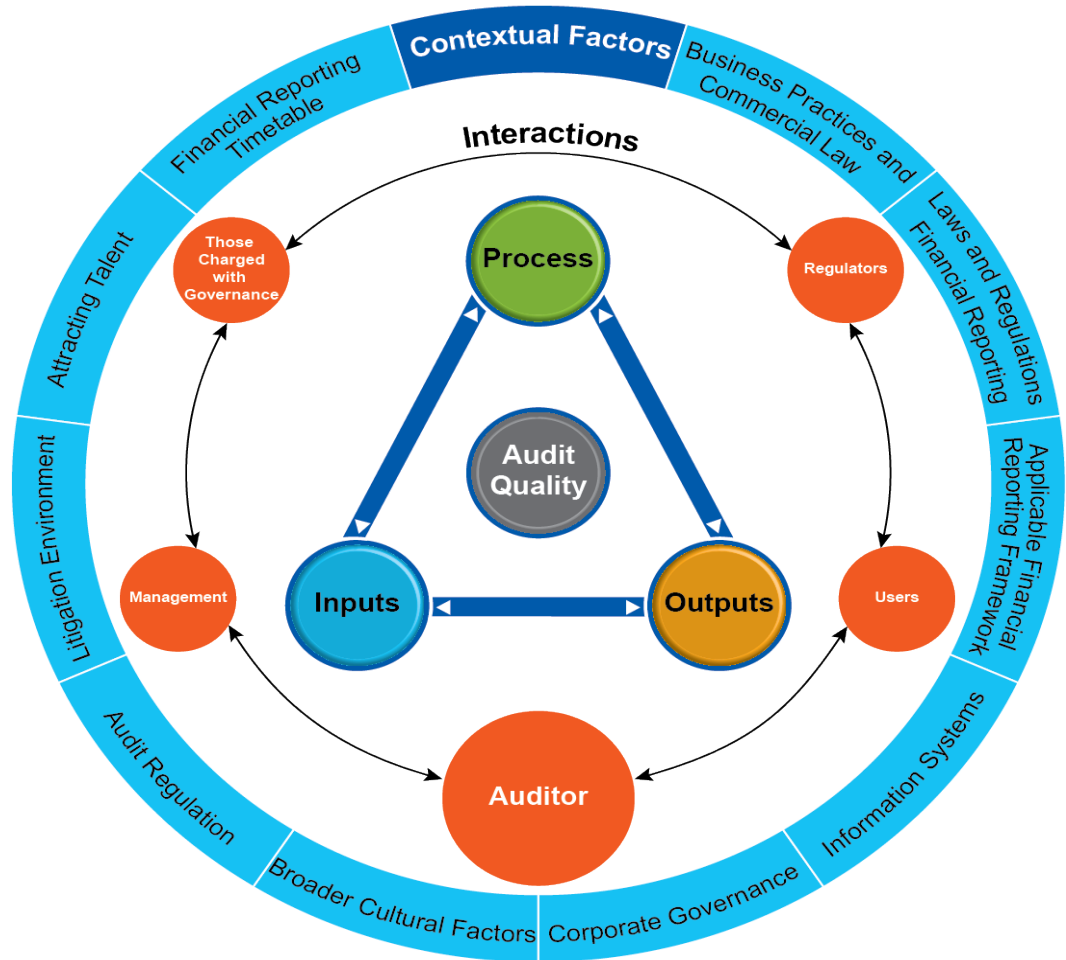 Contextual Factors
Business Practices and
Commercial Law
Laws and Regulations
Financial Reporting
Applicable Financial
Reporting Framework
Information Systems
Corporate Governance
Broader Cultural Factors
Audit Regulation
Litigation Environment
Attracting Talent
Financial Reporting
Timetable
Interactions
Those
Charged
with
Governance
Regulators
Management
Users
Auditor
Process
Audit
Quality
Inputs
Outputs